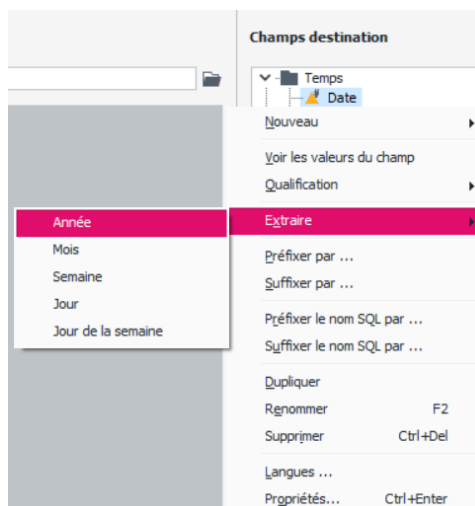 Champs destination
Temps
Date
Nouveau
Voir les valeurs du champ
Qualification
Extraire
Année
Mois
Semaine
Jour
Jour de la semaine
Préfixer par ...
Suffixer par ...
Préfixer le nom SQL par ...
Suffixer le nom SQL par ...
Dupliquer
Renommer F2
Supprimer Ctrl+Del
Langues ...
Propriétés... Ctrl+Enter